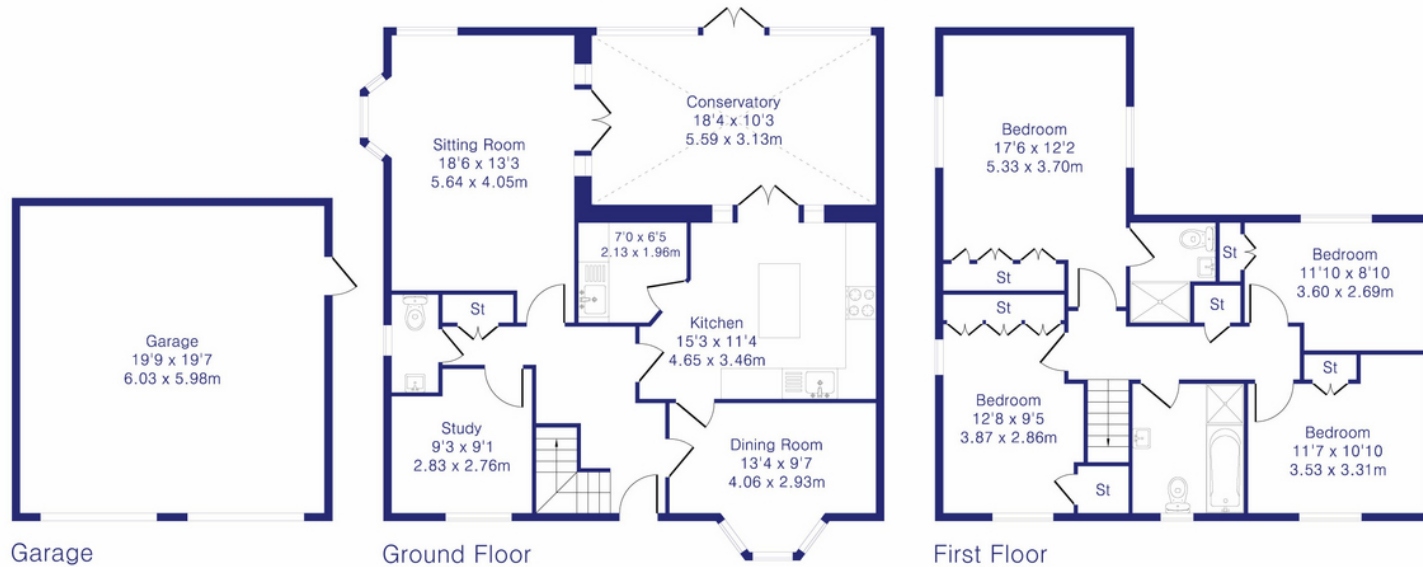 Garage
19'9 x 19'7
6.03 x 5.98m
Garage
Sitting Room
18'6 x 13'3
5.64 x 4.05m
Conservatory
18'4 x 10'3
5.59 x 3.13m
7'0 x 6'5
2.13 x 1.96m
St
Kitchen
15'3 x 11'4
4.65 x 3.46m
Study
9'3 x 9'1
2.83 x 2.76m
Dining Room
13'4 x 9'7
4.06 x 2.93m
Ground Floor
Bedroom
17'6 x 12'2
5.33 x 3.70m
St
St
St
St
Bedroom
11'10 x 8'10
3.60 x 2.69m
Bedroom
12'8 x 9'5
3.87 x 2.86m
St
St
Bedroom
11'7 x 10'10
3.53 x 3.31m
First Floor